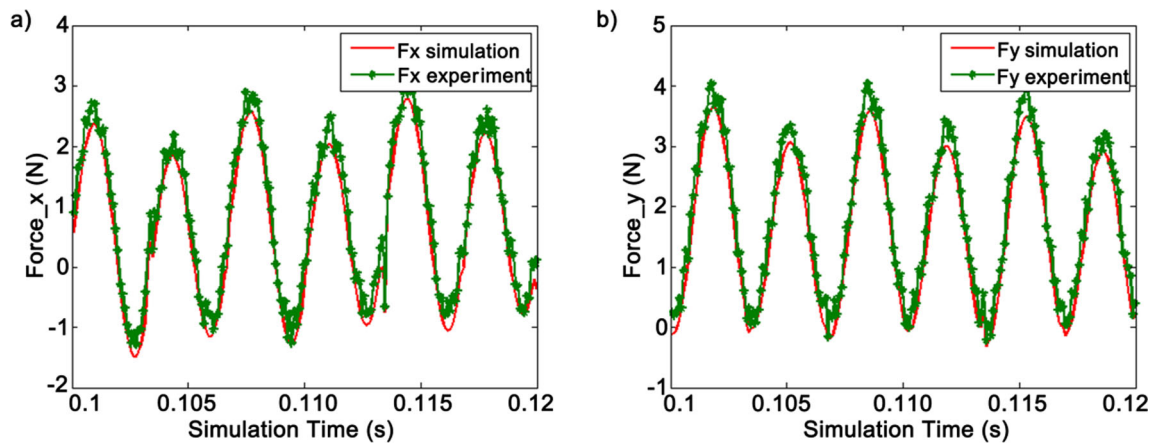 a)
4
3
2
1
0
-1
-2
Force_x (N)
Fx simulation
Fx experiment
0.1
0.105
0.110
0.115
0.12
Simulation Time (s)
b)
5
4
3
2
1
0
-1
Force_y (N)
Fy simulation
Fy experiment
0.1
0.105
0.110
0.115
0.12
Simulation Time (s)